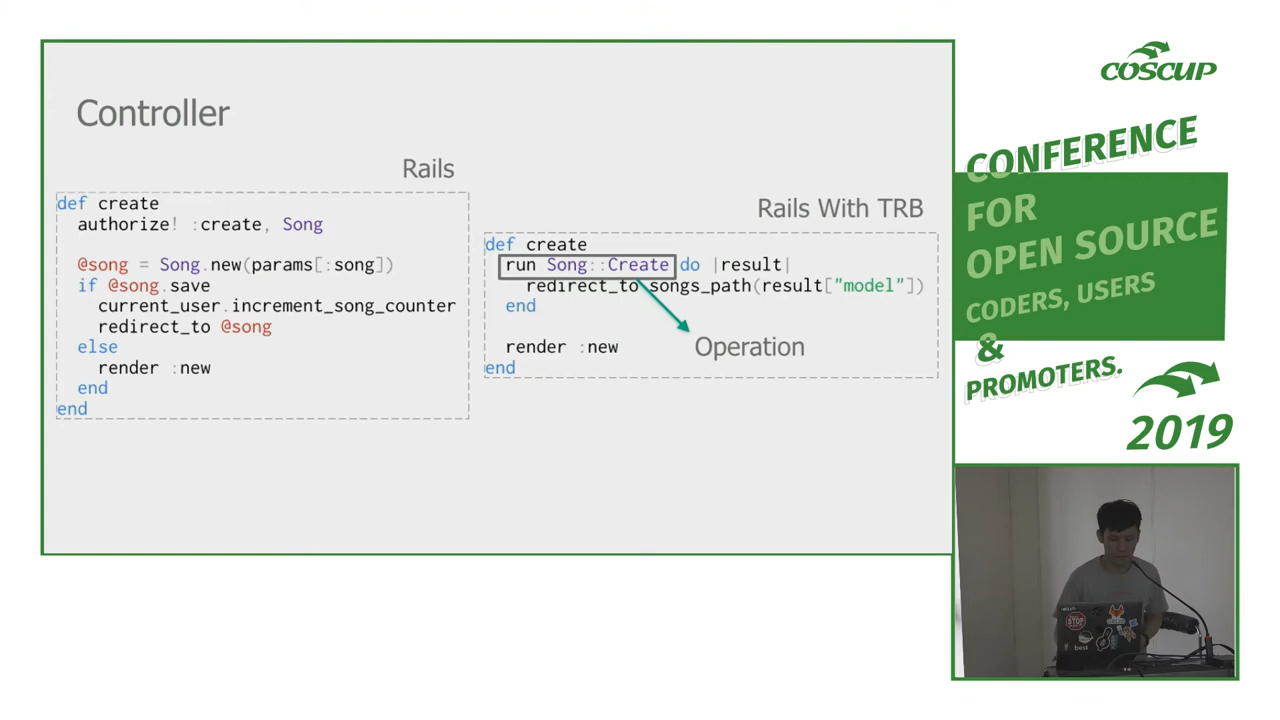 Controller
Rails
def create
authorize! :create, Song
@song = Song.new(params[:song])
if @song.save
current_user.increment_song_counter
redirect_to @song
else
render :new
end
end
Rails With TRB
def create
run Song::Create do |result|
redirect_to songs_path(result["model"])
end
render :new
end
Operation
COSCUP
CONFERENCE
FOR
OPEN SOURCE
CODERS, USERS
&
PROMOTERS.
2019
STOP
best